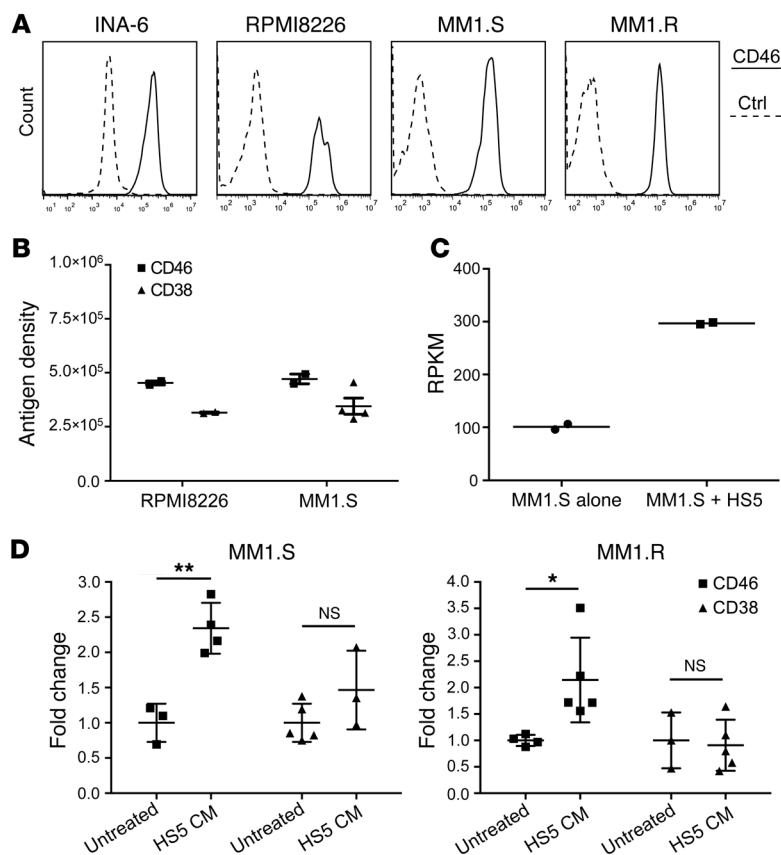 A
INA-6
RPMI8226
MM1.S
MM1.R
Count
CD46
Ctrl
10¹ 10² 10³ 10⁴ 10⁵ 10⁶ 10⁷
10² 10³ 10⁴ 10⁵ 10⁶ 10⁷
10² 10³ 10⁴ 10⁵ 10⁶ 10⁷
10² 10³ 10⁴ 10⁵ 10⁶ 10⁷
B
Antigen density
1.0×10⁶
7.5×10⁵
5.0×10⁵
2.5×10⁵
0.0
CD46
CD38
RPMI8226
MM1.S
C
RPKM
400
300
200
100
0
MM1.S alone
MM1.S + HS5
D
MM1.S
Fold change
3.0
2.5
2.0
1.5
1.0
0.5
0.0
**
NS
Untreated
HS5 CM
Untreated
HS5 CM
MM1.R
Fold change
4.0
3.5
3.0
2.5
2.0
1.5
1.0
0.5
0.0
*
NS
CD46
CD38
Untreated
HS5 CM
Untreated
HS5 CM